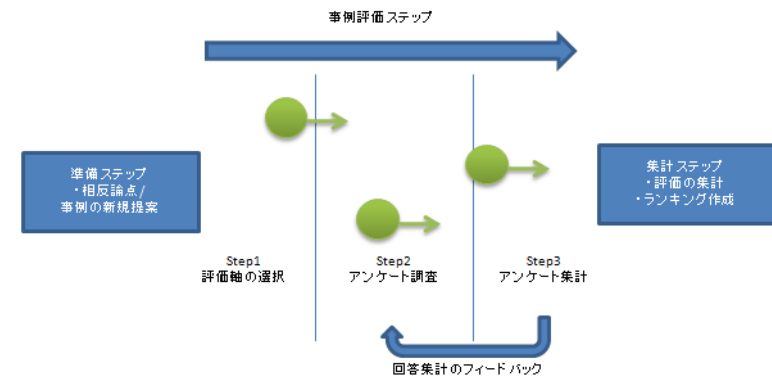 事例評価ステップ
準備ステップ
・相反論点/
事例の新規提案
集計ステップ
・評価の集計
・ランキング作成
Step1
評価軸の選択
Step2
アンケート調査
Step3
アンケート集計
回答集計のフィードバック